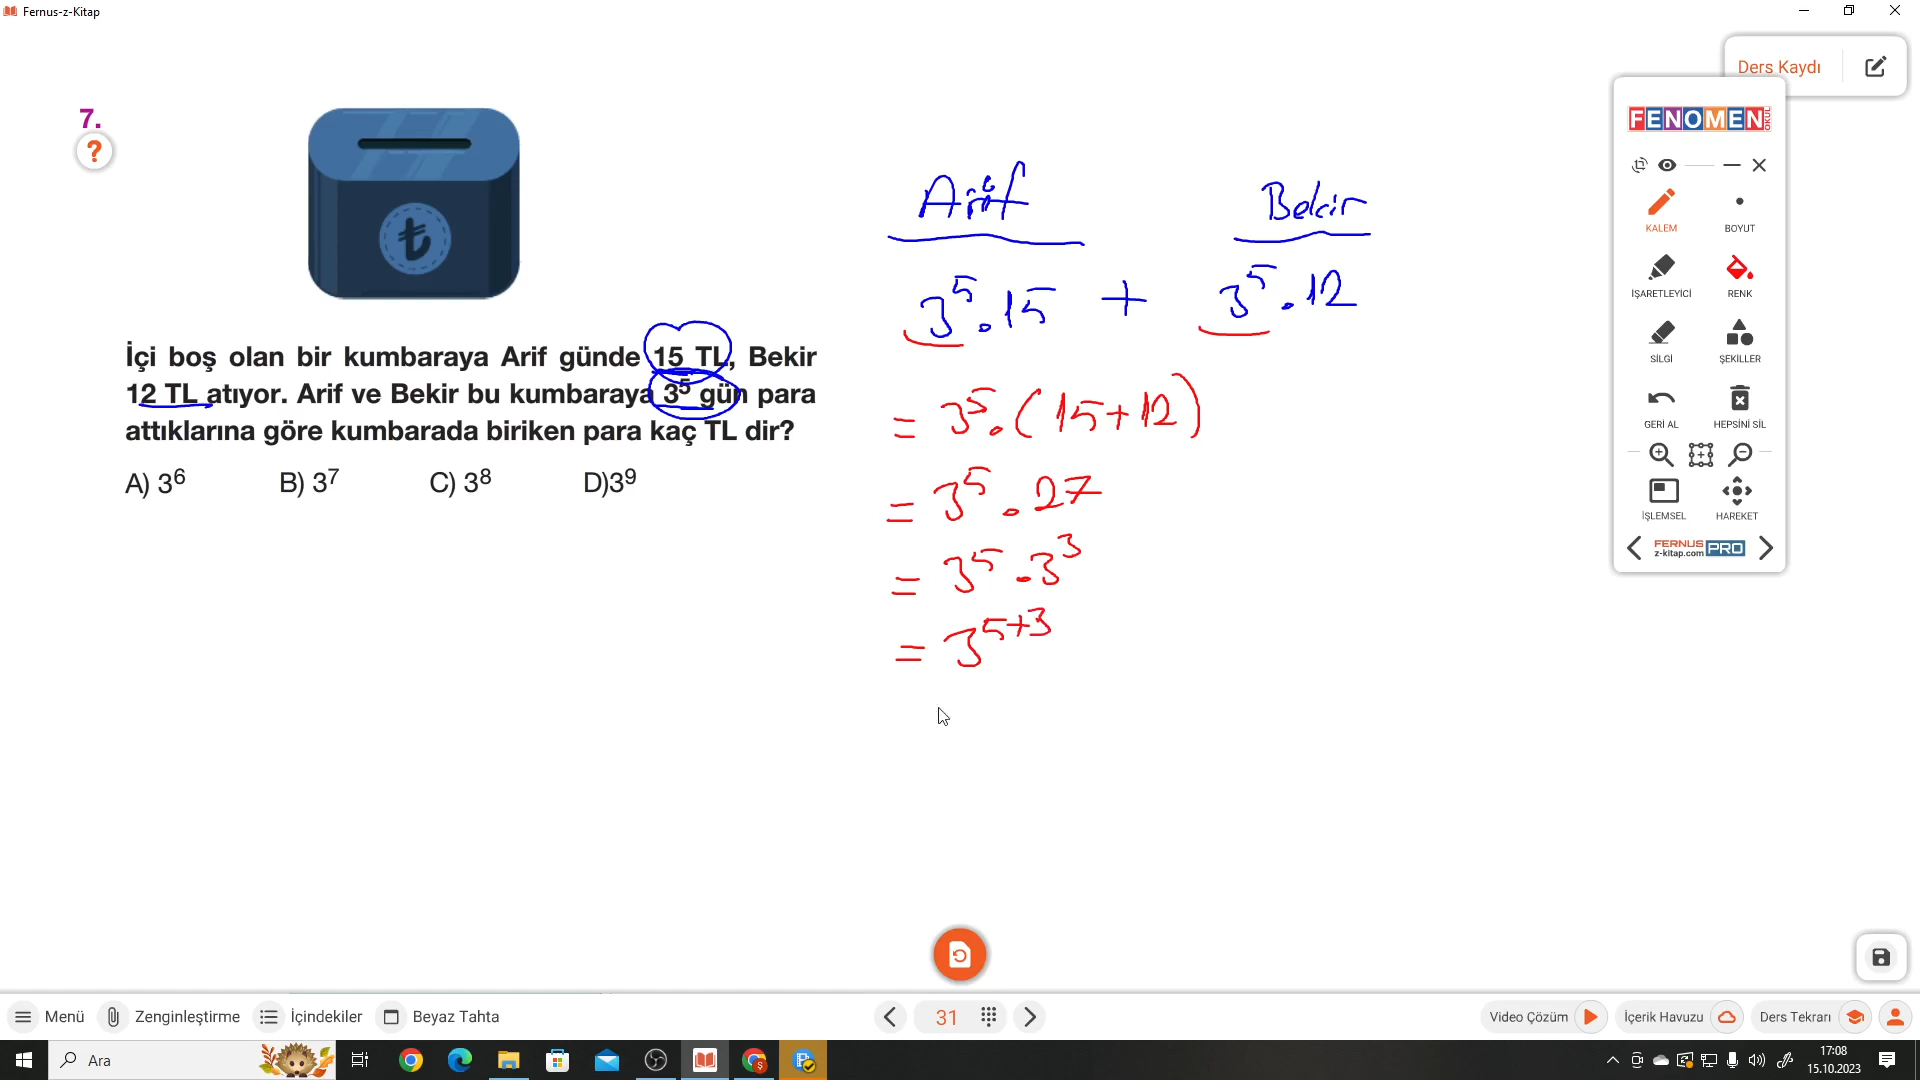 Fernus-z-Kitap
Ders Kaydı
7.
?
İçi boş olan bir kumbaraya Arif günde 15 TL, Bekir
12 TL atıyor. Arif ve Bekir bu kumbaraya 3⁵ gün para
attıklarına göre kumbarada biriken para kaç TL dir?
A) 3⁶ B) 3⁷ C) 3⁸ D)3⁹
Arif Bekir
3⁵.15 + 3⁵.12
= 3⁵.(15+12)
= 3⁵.27
= 3⁵.3³
= 3⁵⁺³
FENOMEN OKUL
KALEM BOYUT
İŞARETLEYİCİ RENK
SİLGİ ŞEKİLLER
GERİ AL HEPSİNİ SİL
İŞLEMSEL HAREKET
FERNUS
z-kitap.com PRO
Menü Zenginleştirme İçindekiler Beyaz Tahta 31 Video Çözüm İçerik Havuzu Ders Tekrarı
Ara
17:08
15.10.2023